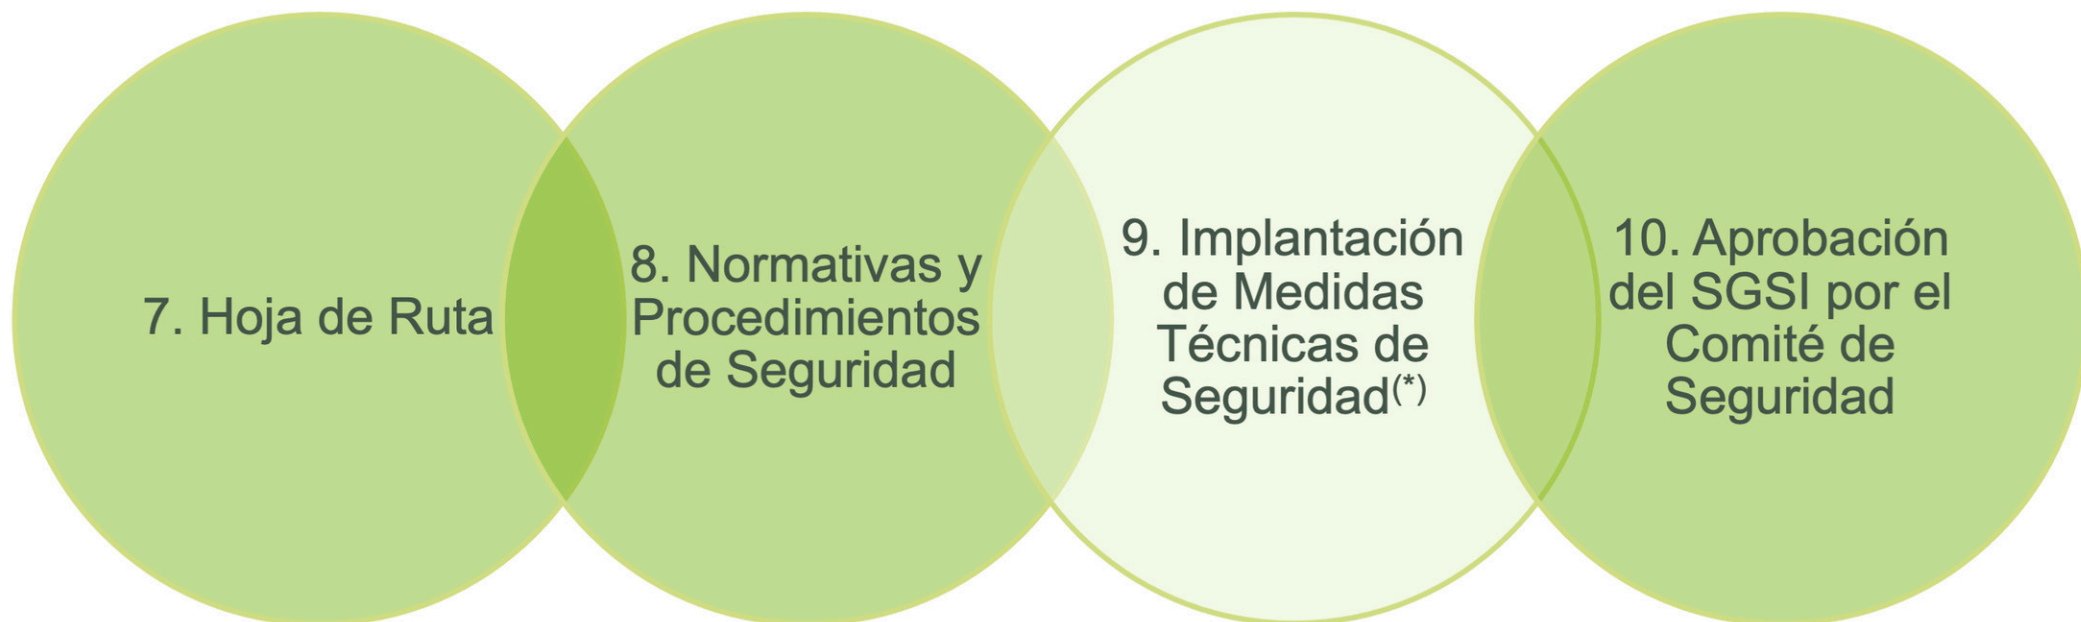 7. Hoja de Ruta
8. Normativas y
Procedimientos
de Seguridad
9. Implantación
de Medidas
Técnicas de
Seguridad(*)
10. Aprobación
del SGSI por el
Comité de
Seguridad